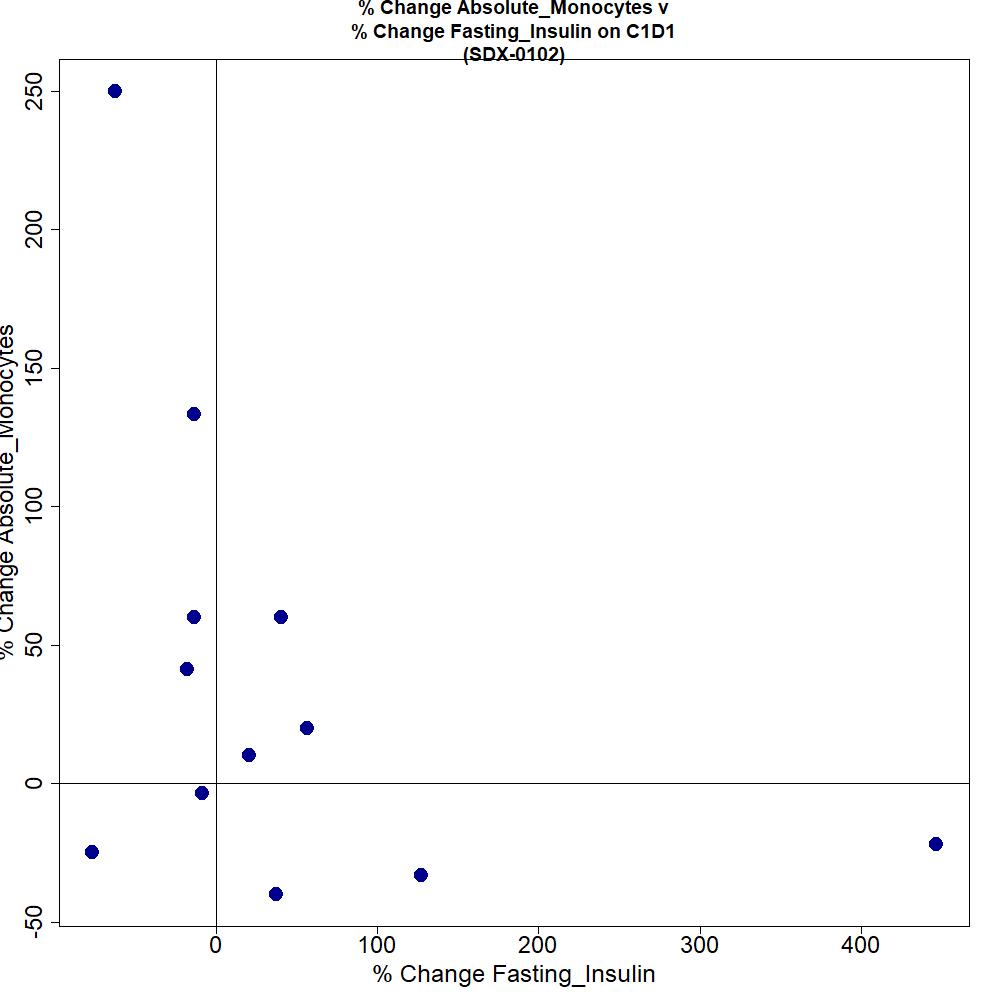 % Change Absolute_Monocytes v
% Change Fasting_Insulin on C1D1
(SDX-0102)
% Change Absolute_Monocytes
250
200
150
100
50
0
-50
0 100 200 300 400
% Change Fasting_Insulin